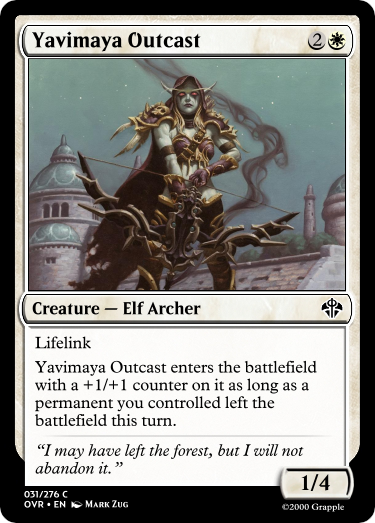 Yavimaya Outcast 2
Creature — Elf Archer
Lifelink
Yavimaya Outcast enters the battlefield
with a +1/+1 counter on it as long as a
permanent you controlled left the
battlefield this turn.
“I may have left the forest, but I will not
abandon it.”
1/4
031/276 C
OVR • EN Mark Zug
©2000 Grapple